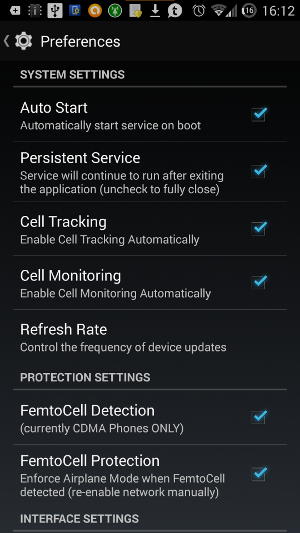 16
16:12
Preferences
SYSTEM SETTINGS
Auto Start
Automatically start service on boot
Persistent Service
Service will continue to run after exiting
the application (uncheck to fully close)
Cell Tracking
Enable Cell Tracking Automatically
Cell Monitoring
Enable Cell Monitoring Automatically
Refresh Rate
Control the frequency of device updates
PROTECTION SETTINGS
FemtoCell Detection
(currently CDMA Phones ONLY)
FemtoCell Protection
Enforce Airplane Mode when FemtoCell
detected (re-enable network manually)
INTERFACE SETTINGS